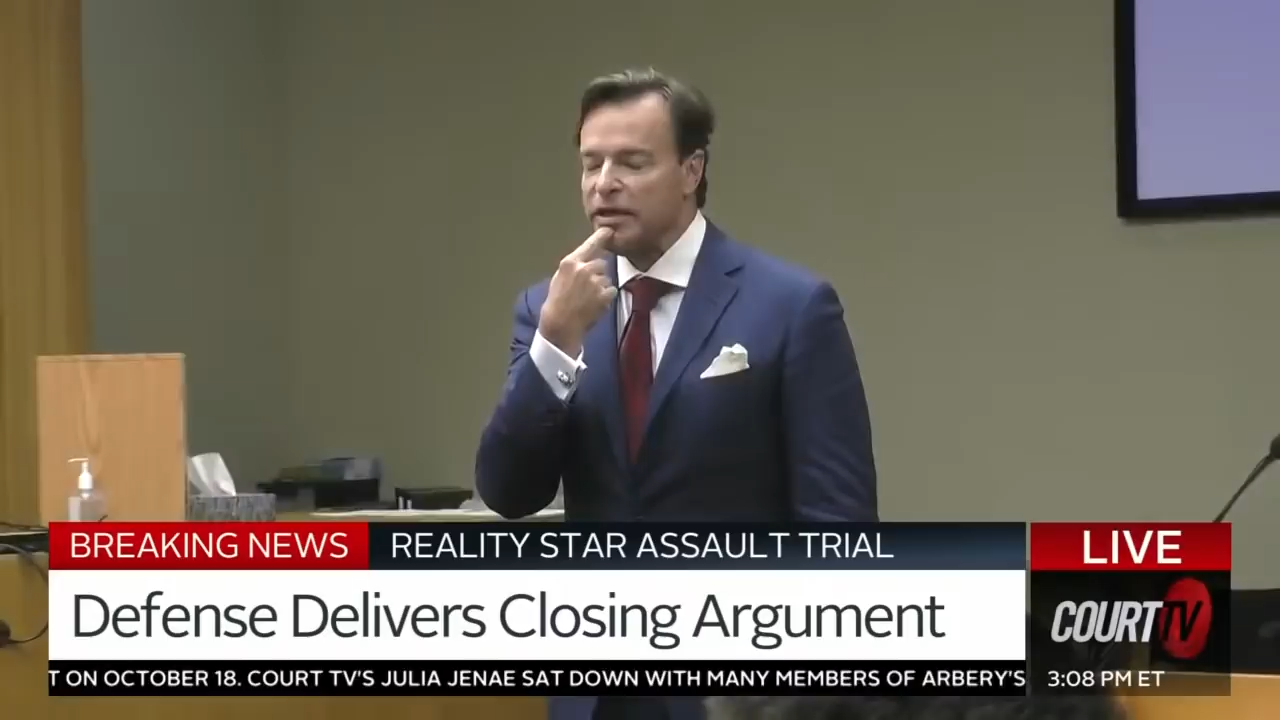 BREAKING NEWS
REALITY STAR ASSAULT TRIAL
LIVE
Defense Delivers Closing Argument
COURT TV
T ON OCTOBER 18. COURT TV'S JULIA JENAE SAT DOWN WITH MANY MEMBERS OF ARBERY'S
3:08 PM ET